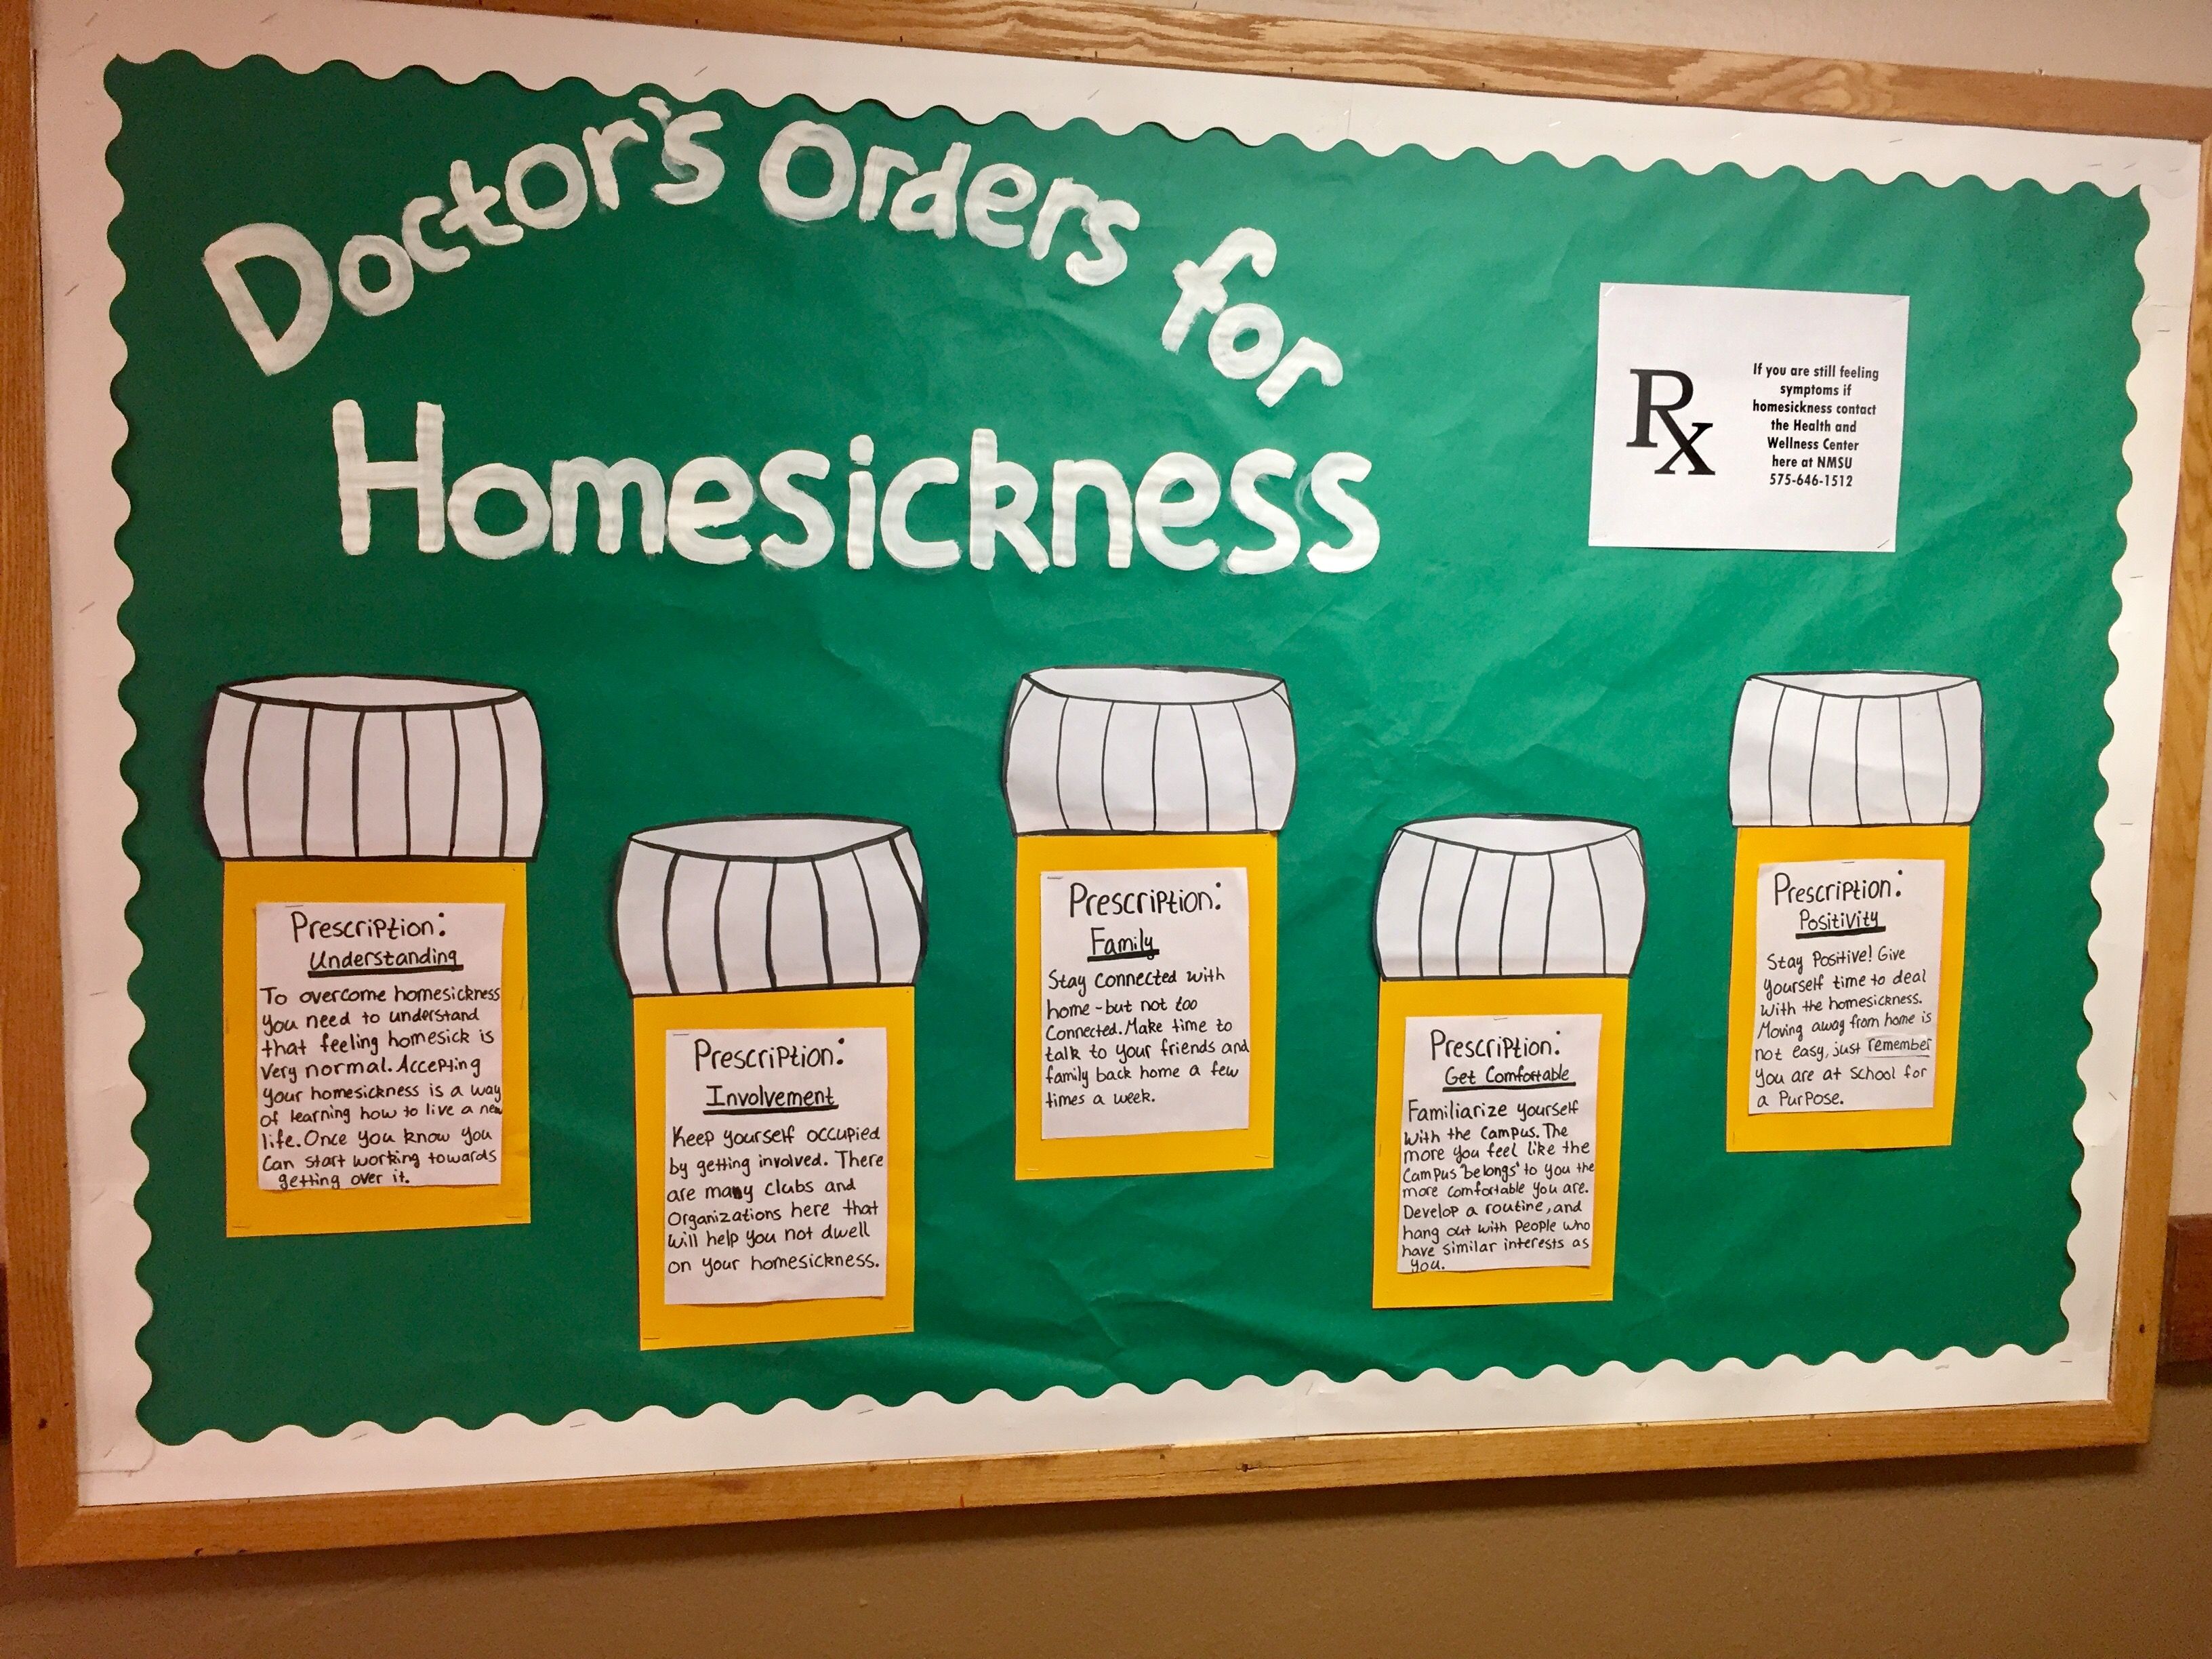 Doctor's Orders for
Homesickness
Rx
If you are still feeling
symptoms if
homesickness contact
the Health and
Wellness Center
here at NMSU
575-646-1512
Prescription:
Understanding
To overcome homesickness
you need to understand
that feeling homesick is
very normal. Accepting
your homesickness is a way
of learning how to live a new
life. Once you know you
can start working towards
getting over it.
Prescription:
Involvement
Keep yourself occupied
by getting involved. There
are many clubs and
Organizations here that
will help you not dwell
on your homesickness.
Prescription:
Family
Stay connected with
home - but not too
connected. Make time to
talk to your friends and
family back home a few
times a week.
Prescription:
Get Comfortable
Familiarize yourself
with the campus. The
more you feel like the
campus "belongs" to you the
more comfortable you are.
Develop a routine, and
hang out with people who
have similar interests as
you.
Prescription:
Positivity
Stay Positive! Give
yourself time to deal
with the homesickness.
Moving away from home is
not easy, just remember
you are at school for
a purpose.